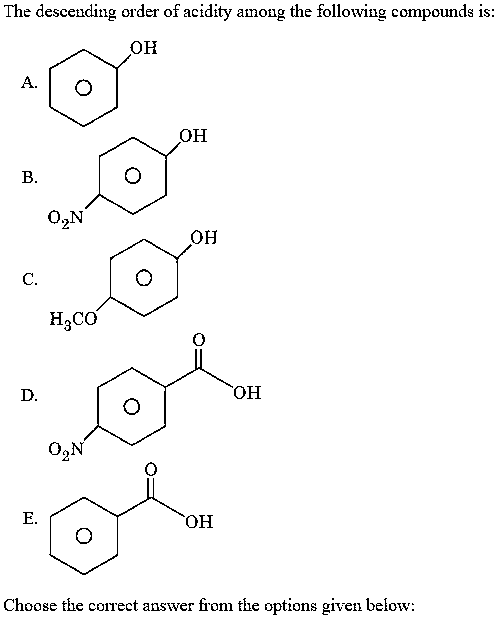 The descending order of acidity among the following compounds is:
OH
A.
OH
B.
O₂N
OH
C.
H₃CO
O
D.
OH
O₂N
O
E.
OH
Choose the correct answer from the options given below: